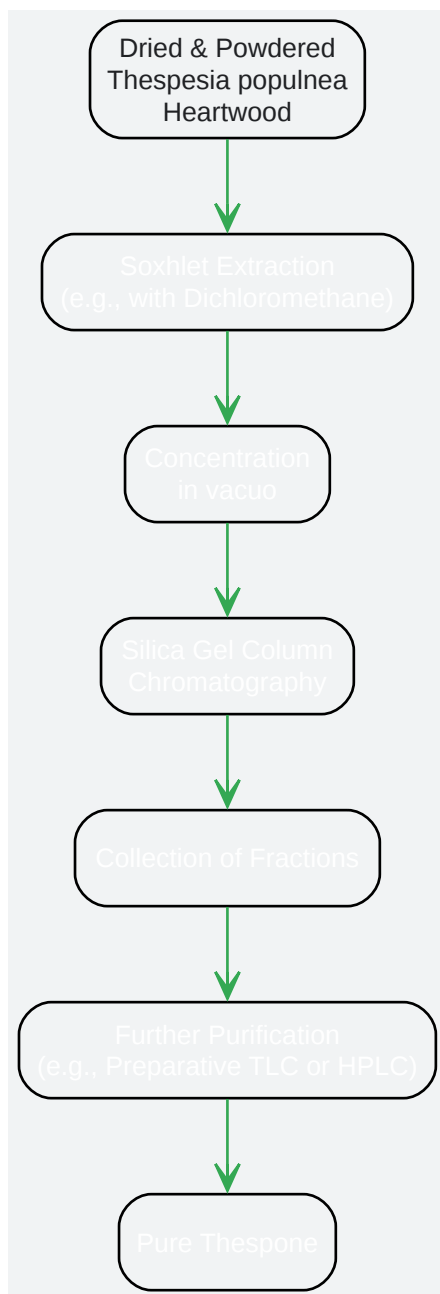 Dried & Powdered
Thespesia populnea
Heartwood
Soxhlet Extraction
(e.g., with Dichloromethane)
Concentration
in vacuo
Silica Gel Column
Chromatography
Collection of Fractions
Further Purification
(e.g., Preparative TLC or HPLC)
Pure Thespone